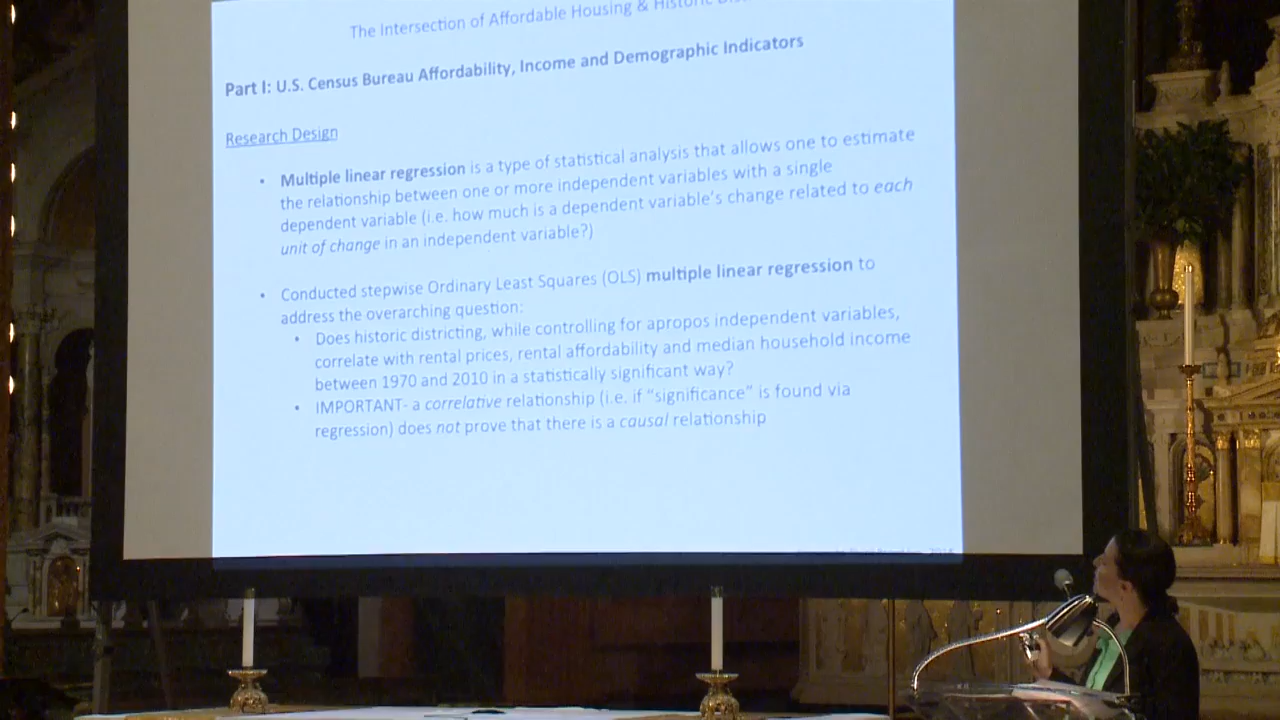 The Intersection of Affordable Housing & Historic
Part I: U.S. Census Bureau Affordability, Income and Demographic Indicators
Research Design
• Multiple linear regression is a type of statistical analysis that allows one to estimate
the relationship between one or more independent variables with a single
dependent variable (i.e. how much is a dependent variable's change related to each
unit of change in an independent variable?)
• Conducted stepwise Ordinary Least Squares (OLS) multiple linear regression to
address the overarching question:
• Does historic districting, while controlling for apropos independent variables,
correlate with rental prices, rental affordability and median household income
between 1970 and 2010 in a statistically significant way?
• IMPORTANT- a correlative relationship (i.e. if "significance" is found via
regression) does not prove that there is a causal relationship